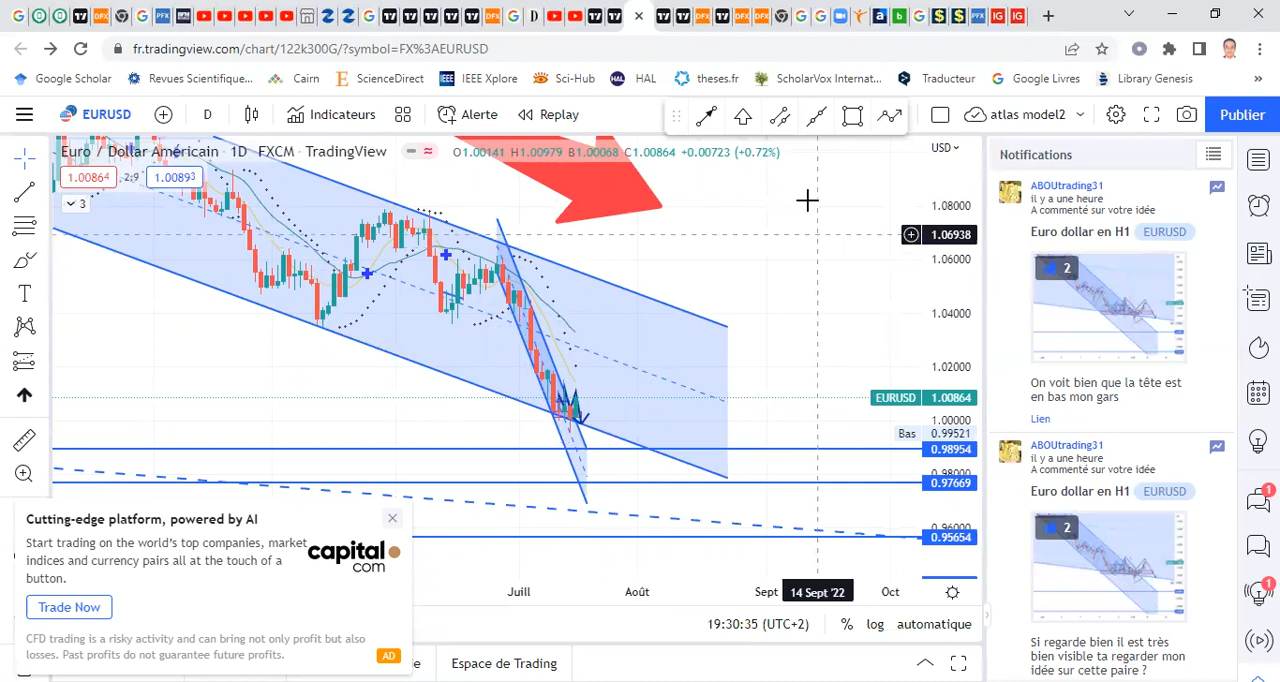 fr.tradingview.com/chart/122k300G/?symbol=FX%3AEURUSD
Google Scholar Revues Scientifique... Cairn ScienceDirect IEEE Xplore Sci-Hub HAL theses.fr ScholarVox Internat... Traducteur Google Livres Library Genesis »
EURUSD D Indicateurs Alerte Replay atlas model2 Publier
Euro / Dollar Américain · 1D · FXCM · TradingView O1.00141 H1.00979 B1.00068 C1.00864 +0.00723 (+0.72%)
1.00864 2.9 1.00893
3
USD
1.08000
1.06938
1.06000
1.04000
1.02000
EURUSD 1.00864
1.00000
Bas 0.99521
0.98954
0.98000
0.97669
0.96000
0.95654
Juill Août Sept 14 Sept '22 Oct
19:30:35 (UTC+2) % log automatique
Espace de Trading
Cutting-edge platform, powered by AI
Start trading on the world's top companies, market
indices and currency pairs all at the touch of a
button.
capital.com
Trade Now
CFD trading is a risky activity and can bring not only profit but also
losses. Past profits do not guarantee future profits.
AD
Notifications
ABOUtrading31
il y a une heure
A commenté sur votre idée
Euro dollar en H1 EURUSD
2
On voit bien que la tête est
en bas mon gars
Lien
ABOUtrading31
il y a une heure
A commenté sur votre idée
Euro dollar en H1 EURUSD
2
Si regarde bien il est très
bien visible ta regarder mon
idée sur cette paire ?
1
1